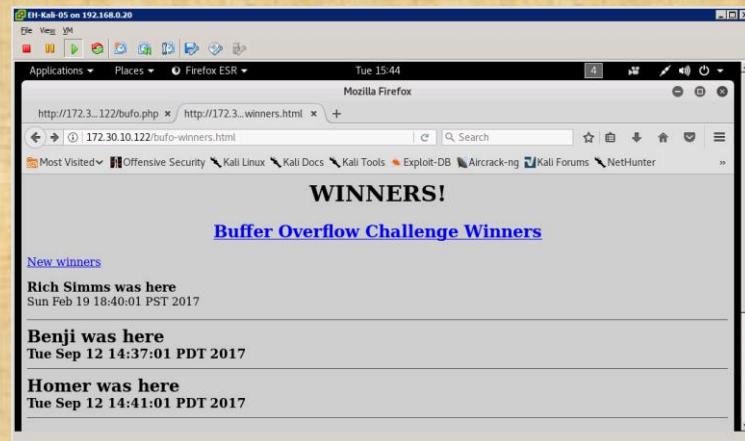 EH-Kali-05 on 192.168.0.20
File View VM
Applications Places Firefox ESR Tue 15:44 4
Mozilla Firefox
http://172.3...122/bufo.php × http://172.3...winners.html × +
172.30.10.122/bufo-winners.html Search
Most Visited Offensive Security Kali Linux Kali Docs Kali Tools Exploit-DB Aircrack-ng Kali Forums NetHunter »
WINNERS!
Buffer Overflow Challenge Winners
New winners
Rich Simms was here
Sun Feb 19 18:40:01 PST 2017
Benji was here
Tue Sep 12 14:37:01 PDT 2017
Homer was here
Tue Sep 12 14:41:01 PDT 2017